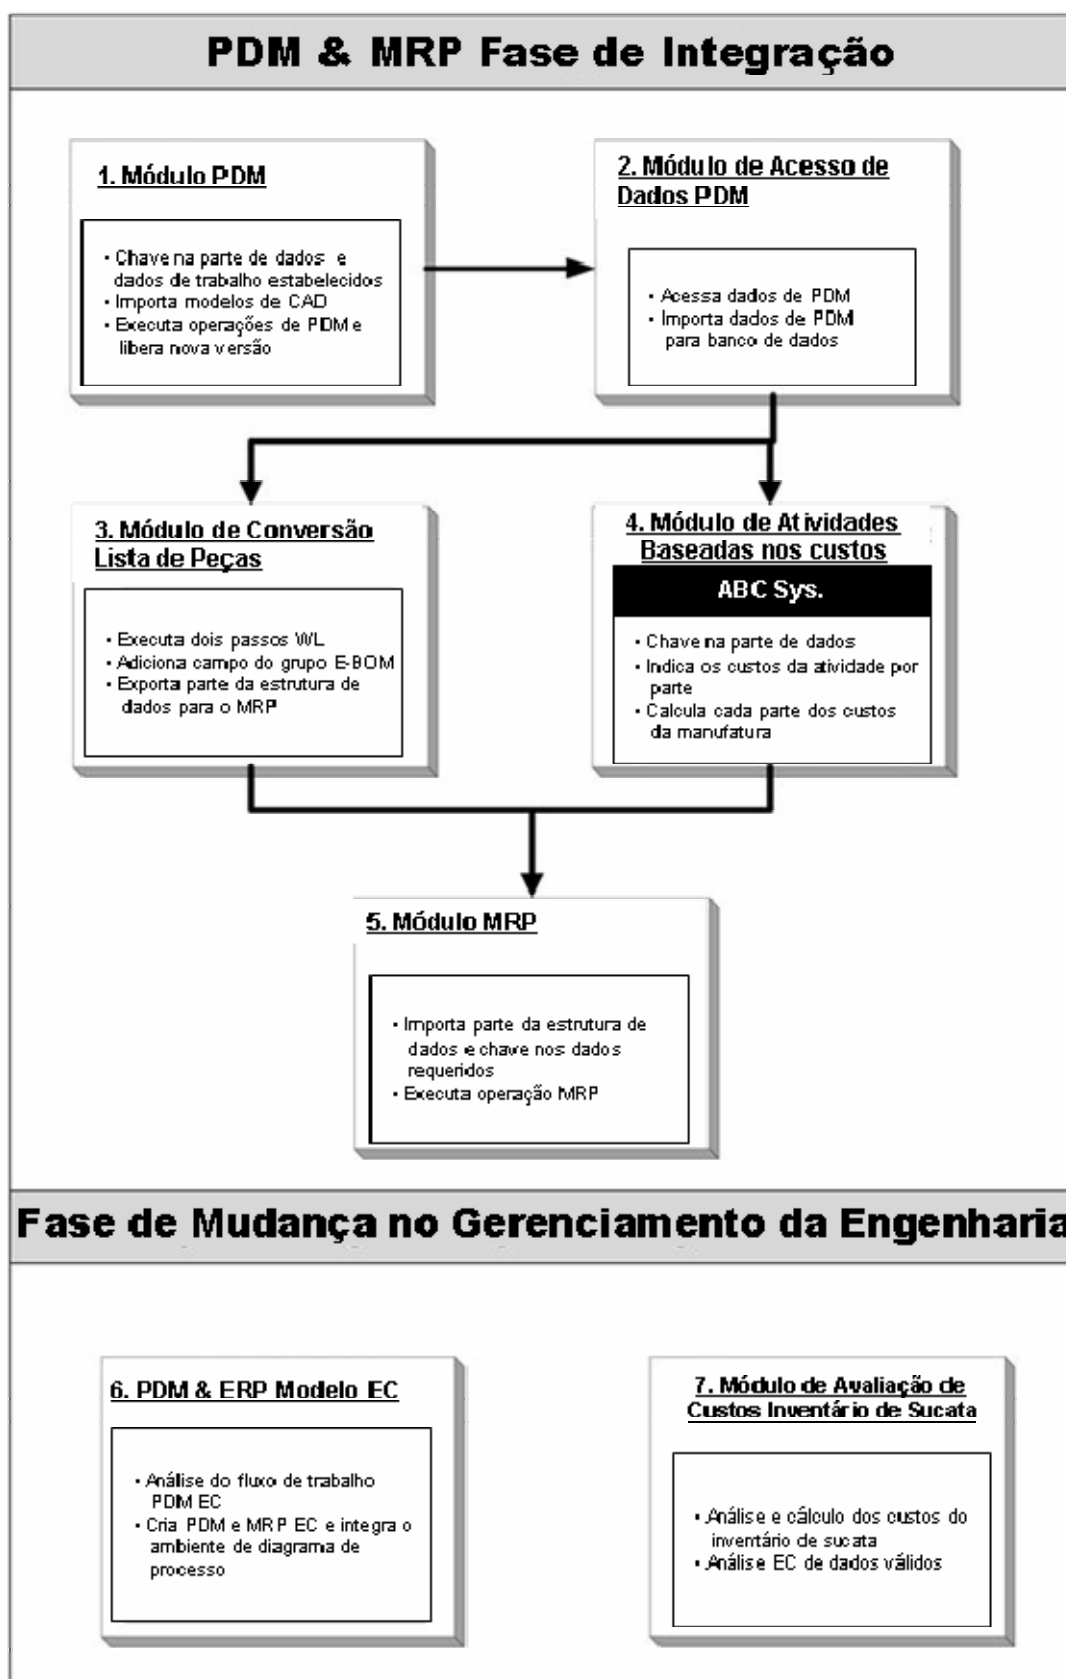 PDM & MRP Fase de Integração
1. Módulo PDM
• Chave na parte de dados e
dados de trabalho estabelecidos
• Importa modelos de CAD
• Executa operações de PDM e
libera nova versão
2. Módulo de Acesso de
Dados PDM
• Acessa dados de PDM
• Importa dados de PDM
para banco de dados
3. Módulo de Conversão
Lista de Peças
• Executa dois passos WL
• Adiciona campo do grupo E-BOM
• Exporta parte da estrutura de
dados para o MRP
4. Módulo de Atividades
Baseadas nos custos
ABC Sys.
• Chave na parte de dados
• Indica os custos da atividade por
parte
• Calcula cada parte dos custos
da manufatura
5. Módulo MRP
• Importa parte da estrutura de
dados e chave nos dados
requeridos
• Executa operação MRP
Fase de Mudança no Gerenciamento da Engenharia
6. PDM & ERP Modelo EC
• Análise do fluxo de trabalho
PDM EC
• Cria PDM e MRP EC e integra o
ambiente de diagrama de
processo
7. Módulo de Avaliação de
Custos Inventário de Sucata
• Análise e cálculo dos custos do
inventário de sucata
• Análise EC de dados válidos